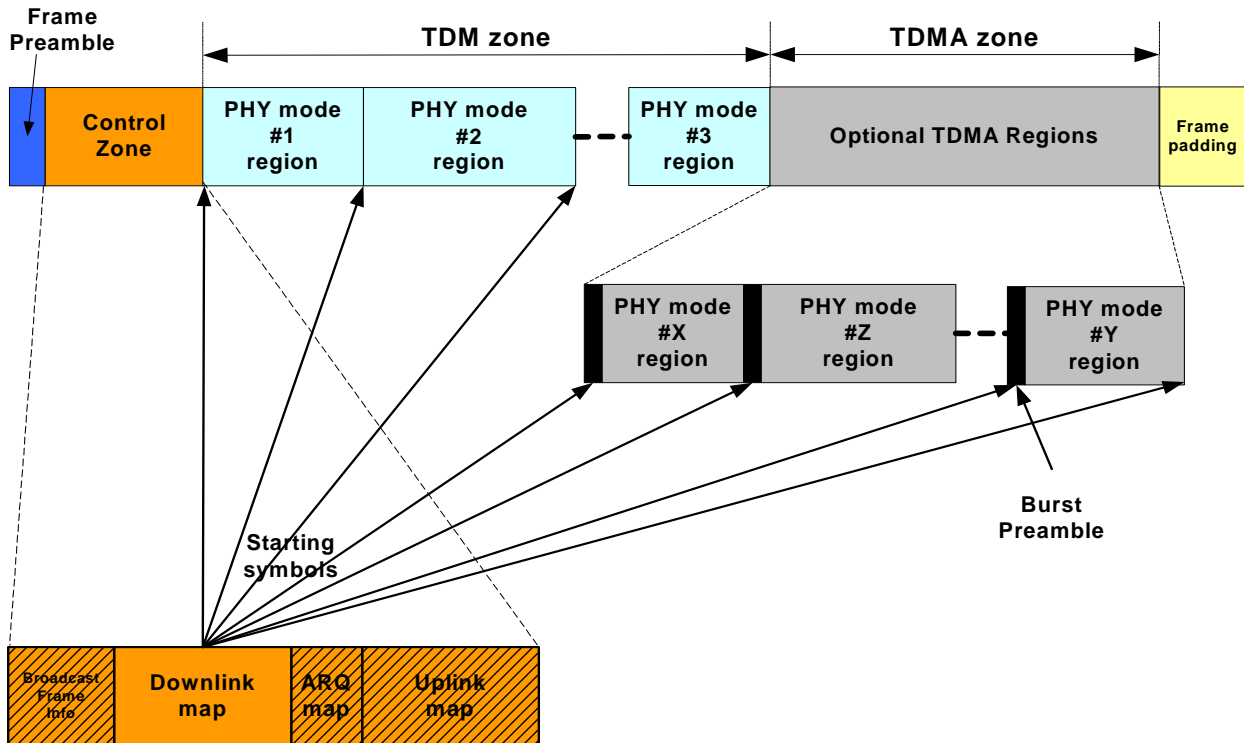 Frame
Preamble
TDM zone
TDMA zone
Control
Zone
PHY mode
#1
region
PHY mode
#2
region
PHY mode
#3
region
Optional TDMA Regions
Frame
padding
PHY mode
#X
region
PHY mode
#Z
region
PHY mode
#Y
region
Burst
Preamble
Starting
symbols
Broadcast
Frame
Info
Downlink
map
ARQ
map
Uplink
map